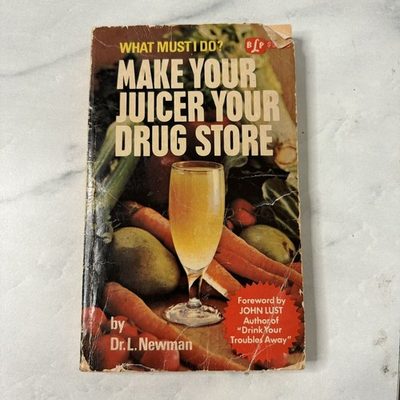 WHAT MUST I DO?
BLP
MAKE YOUR
JUICER YOUR
DRUG STORE
Foreword by
JOHN LUST
Author of
"Drink Your
Troubles Away"
by
Dr. L. Newman